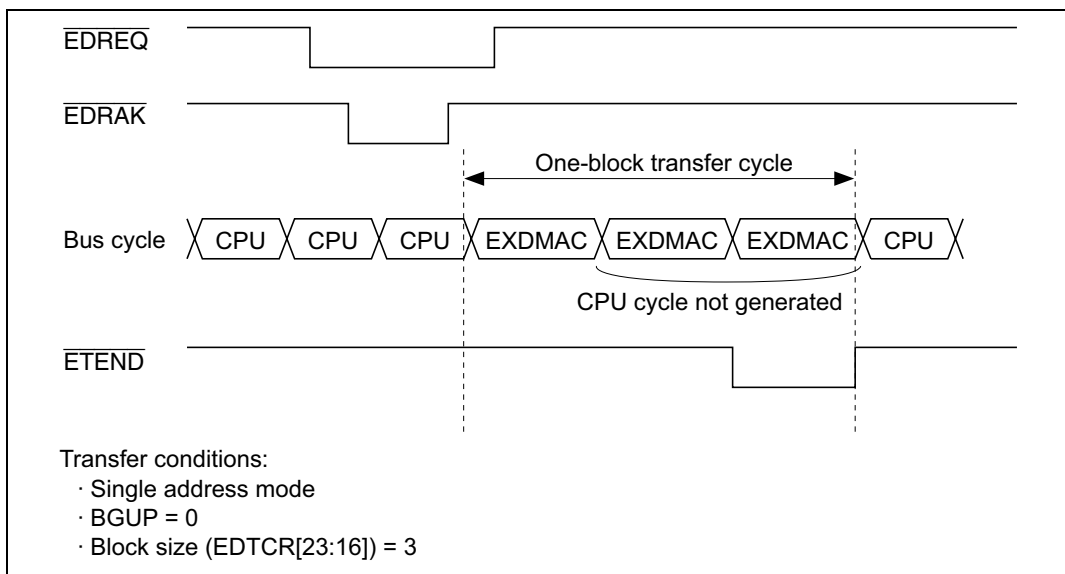 EDREQ
EDRAK
One-block transfer cycle
Bus cycle CPU CPU CPU EXDMAC EXDMAC EXDMAC CPU
CPU cycle not generated
ETEND
Transfer conditions:
· Single address mode
· BGUP = 0
· Block size (EDTCR[23:16]) = 3